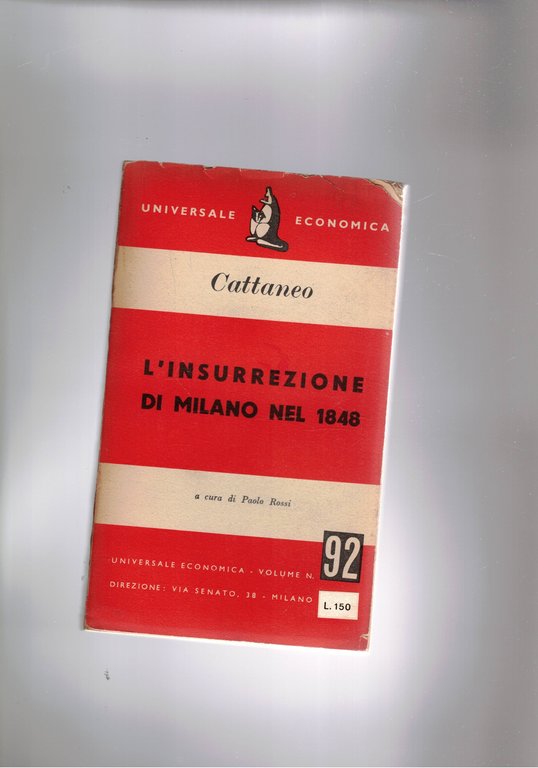 UNIVERSALE ECONOMICA
Cattaneo
L'INSURREZIONE
DI MILANO NEL 1848
a cura di Paolo Rossi
UNIVERSALE ECONOMICA - VOLUME N. 92
DIREZIONE: VIA SENATO, 38 - MILANO
L. 150